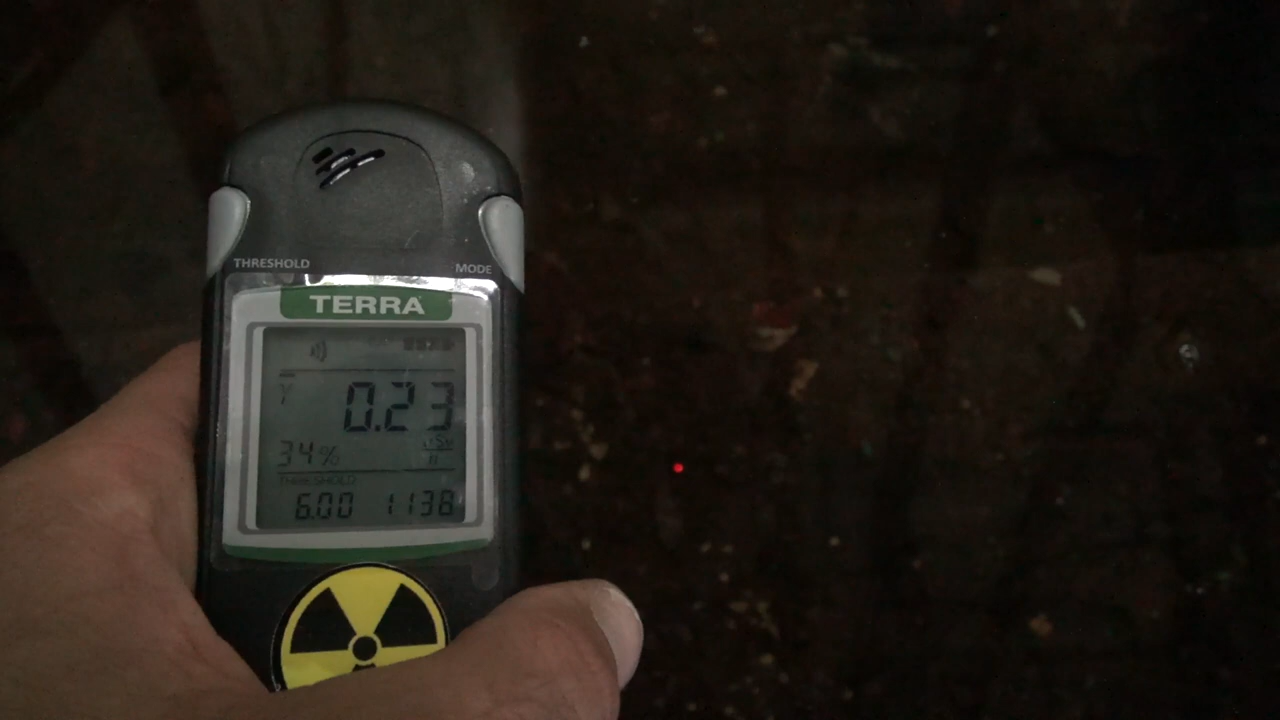 THRESHOLD MODE
TERRA
γ 0.23
34% µSv/h
THRESHOLD
6.00 1138